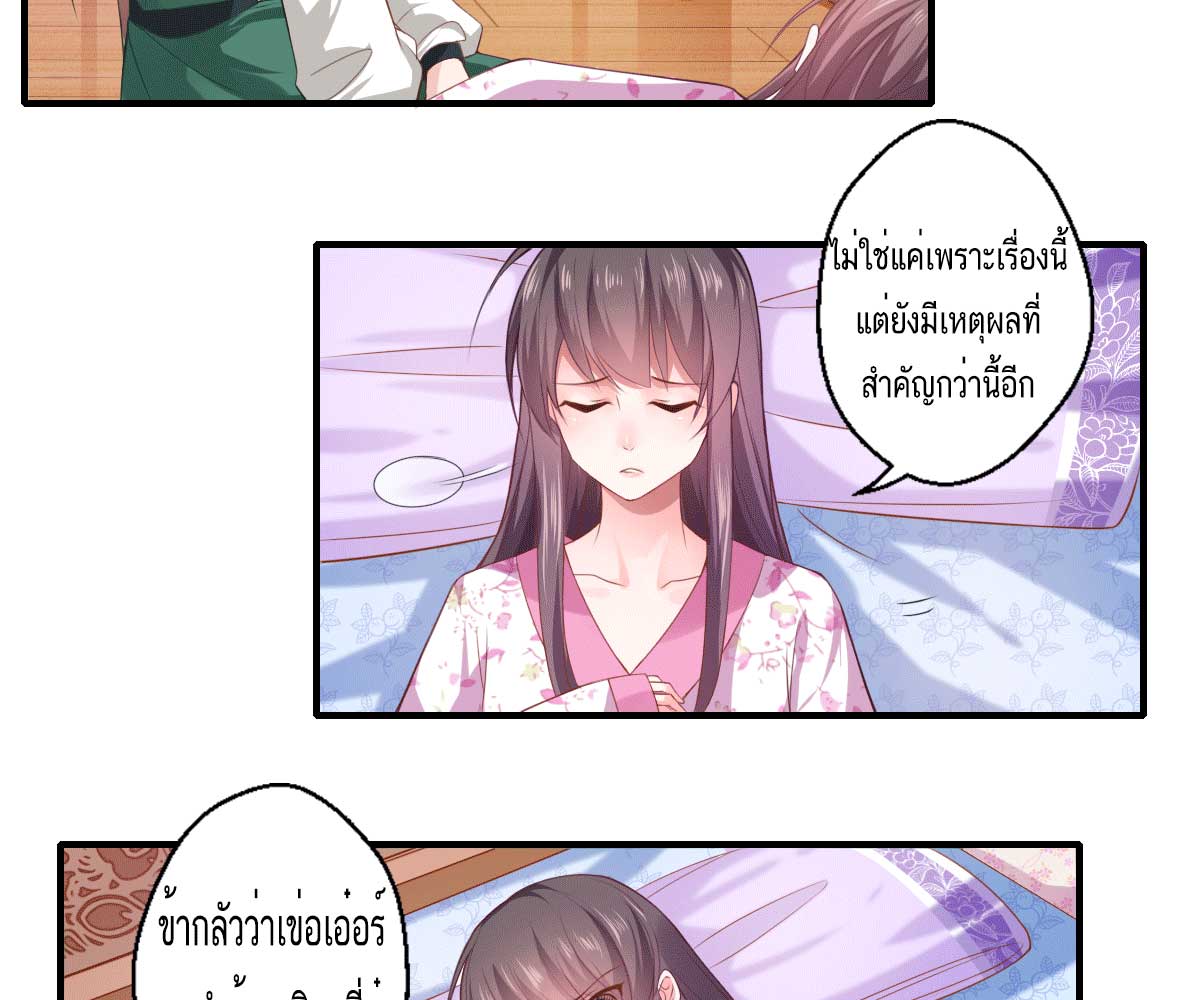 ไม่ใช่แค่เพราะเรื่องนี้
แต่ยังมีเหตุผลที่
สำคัญกว่านี้อีก
ข้ากลัวว่าเข่อเอ๋อร์